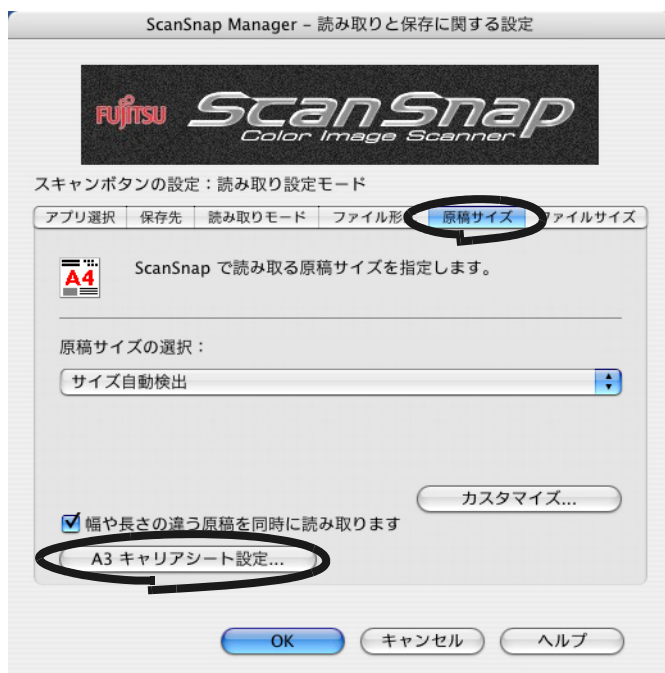 ScanSnap Manager – 読み取りと保存に関する設定
FUJITSU ScanSnap
Color Image Scanner
スキャンボタンの設定：読み取り設定モード
アプリ選択 保存先 読み取りモード ファイル形 原稿サイズ ァイルサイズ
A4 ScanSnap で読み取る原稿サイズを指定します。
原稿サイズの選択：
サイズ自動検出
カスタマイズ...
幅や長さの違う原稿を同時に読み取ります
A3 キャリアシート設定...
OK キャンセル ヘルプ